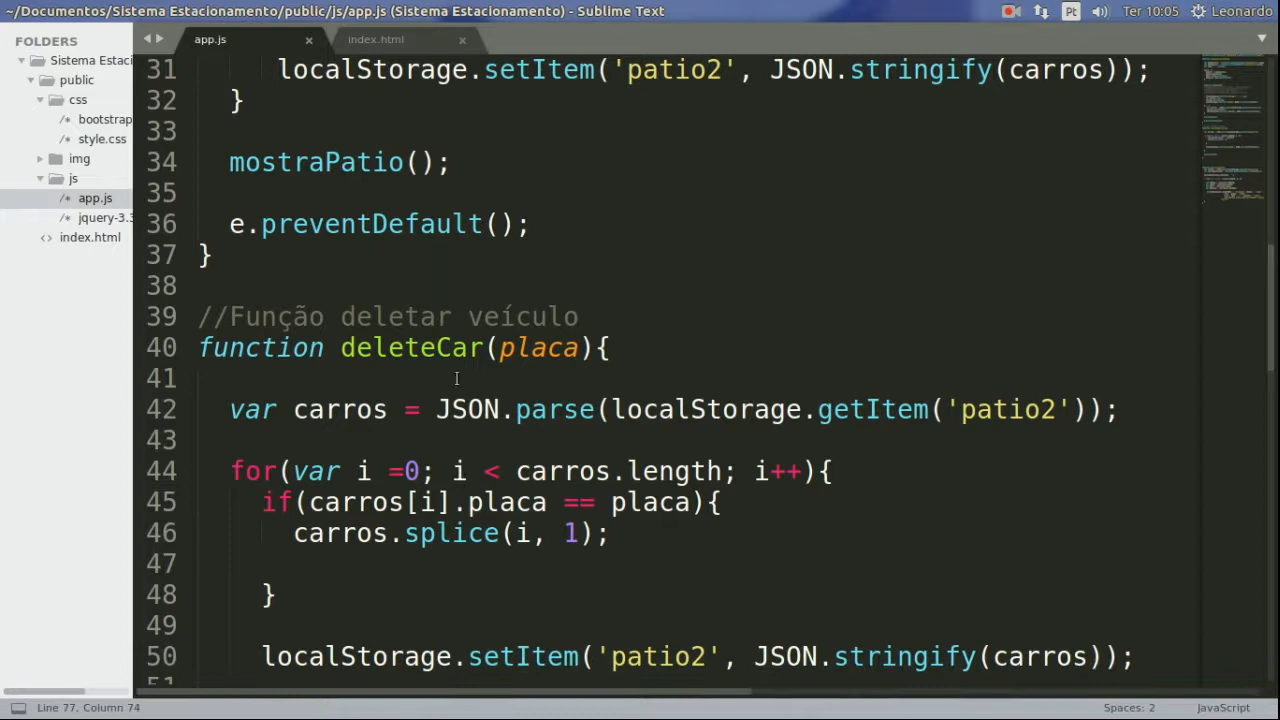 ~/Documentos/Sistema Estacionamento/public/js/app.js (Sistema Estacionamento) - Sublime Text
Pt
Ter 10:05
Leonardo
FOLDERS
Sistema Estaci
public
css
/* bootstrap
/* style.css
img
js
/* app.js
/* jquery-3.3
<> index.html
app.js ×
index.html ×
31 localStorage.setItem('patio2', JSON.stringify(carros));
32 }
33
34 mostraPatio();
35
36 e.preventDefault();
37 }
38
39 //Função deletar veículo
40 function deleteCar(placa){
41
42 var carros = JSON.parse(localStorage.getItem('patio2'));
43
44 for(var i =0; i < carros.length; i++){
45 if(carros[i].placa == placa){
46 carros.splice(i, 1);
47
48 }
49
50 localStorage.setItem('patio2', JSON.stringify(carros));
Line 77, Column 74
Spaces: 2
JavaScript